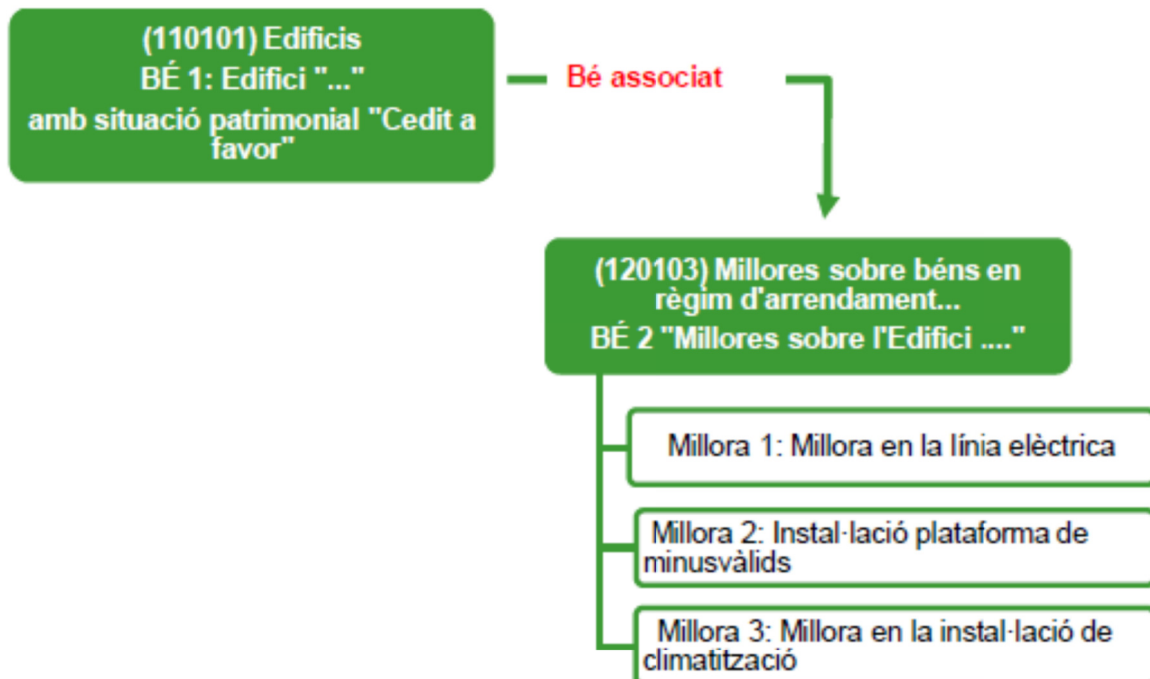 (110101) Edificis
BÉ 1: Edifici "..."
amb situació patrimonial "Cedit a
favor"
Bé associat
(120103) Millores sobre béns en
règim d'arrendament...
BÉ 2 "Millores sobre l'Edifici ...."
Millora 1: Millora en la línia elèctrica
Millora 2: Instal·lació plataforma de
minusvàlids
Millora 3: Millora en la instal·lació de
climatització